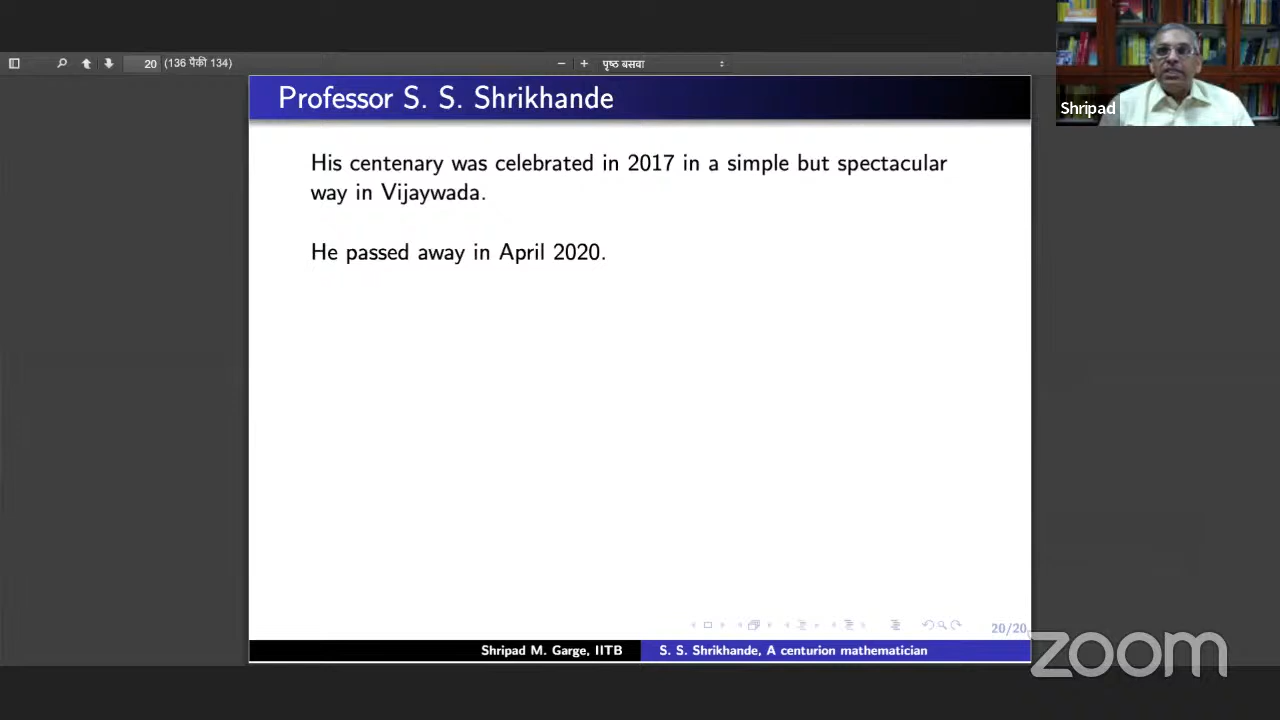 20 (136 पैकी 134)
पृष्ठ बसवा
Shripad
Professor S. S. Shrikhande
His centenary was celebrated in 2017 in a simple but spectacular
way in Vijaywada.
He passed away in April 2020.
20/20
Shripad M. Garge, IITB
S. S. Shrikhande, A centurion mathematician
zoom